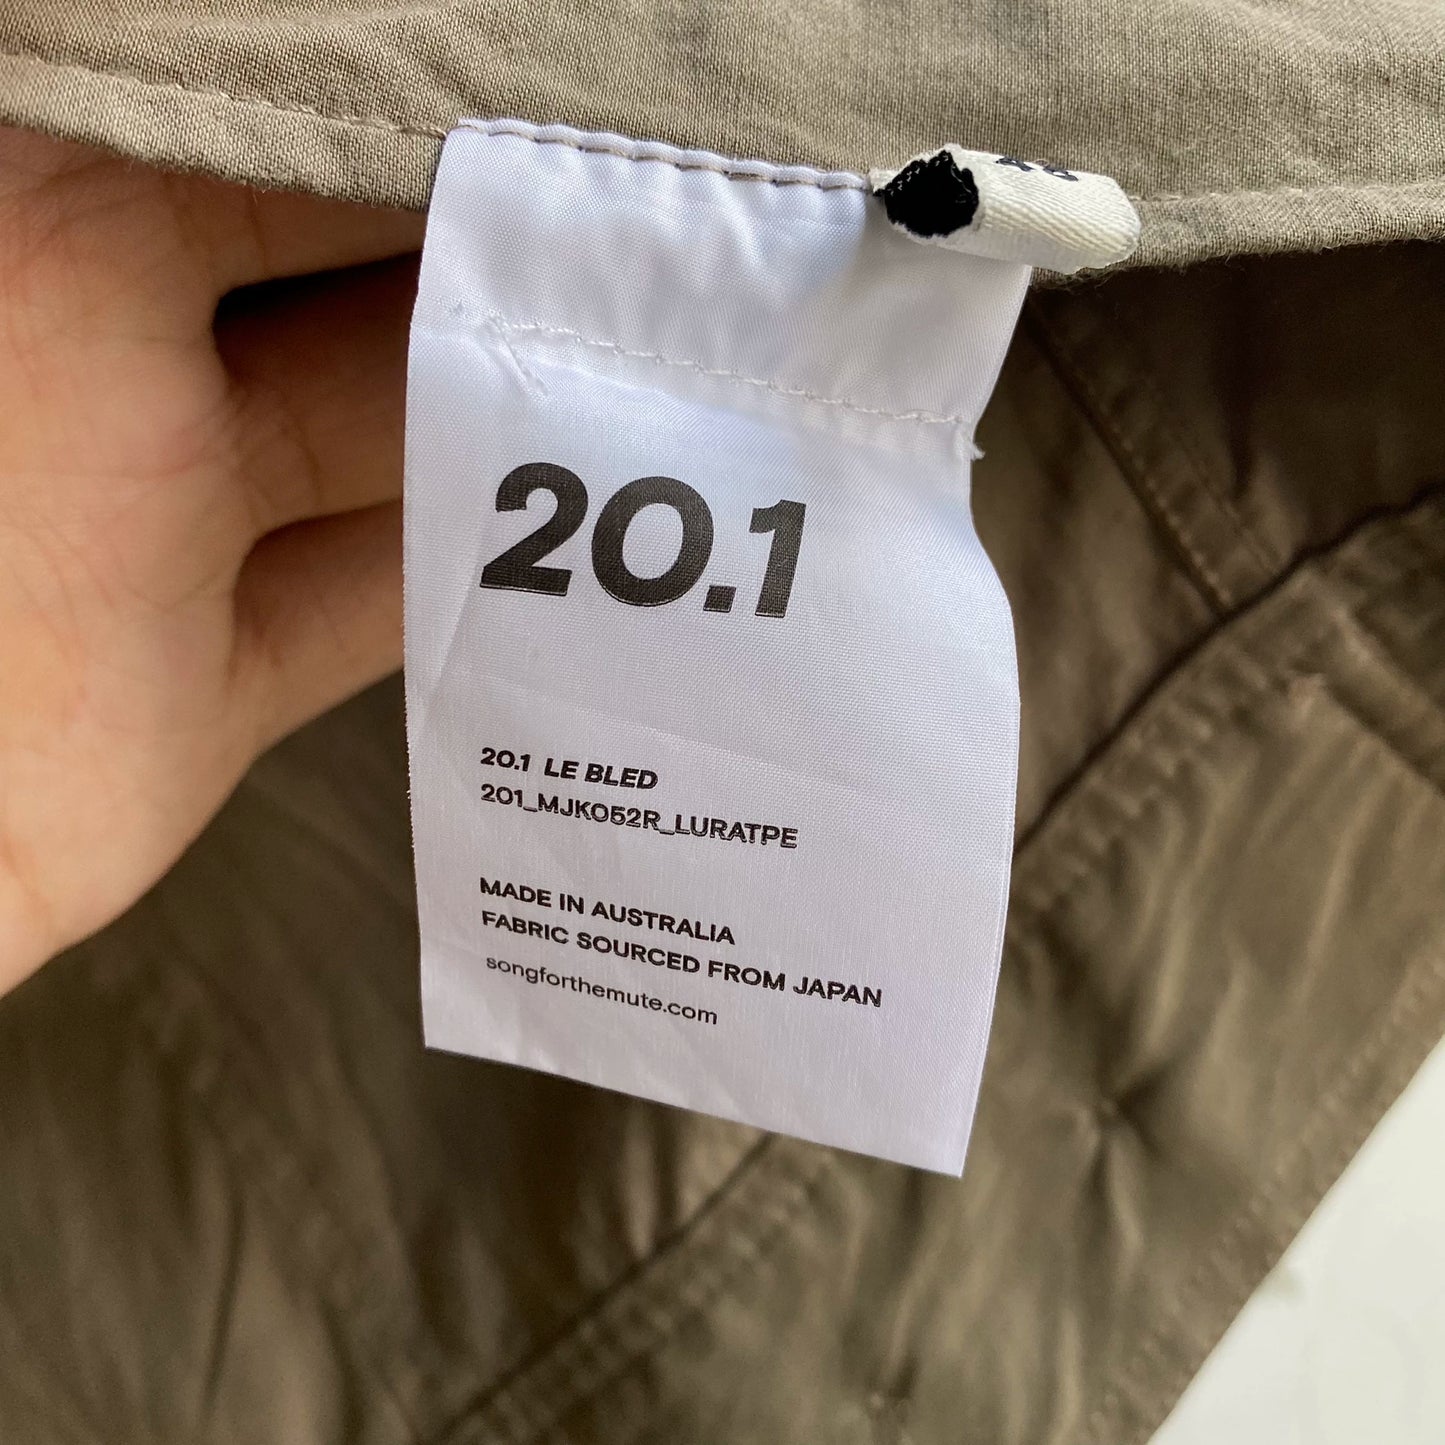 20.1
20.1 LE BLED
201_MJK052R_LURATPE
MADE IN AUSTRALIA
FABRIC SOURCED FROM JAPAN
songforthemute.com